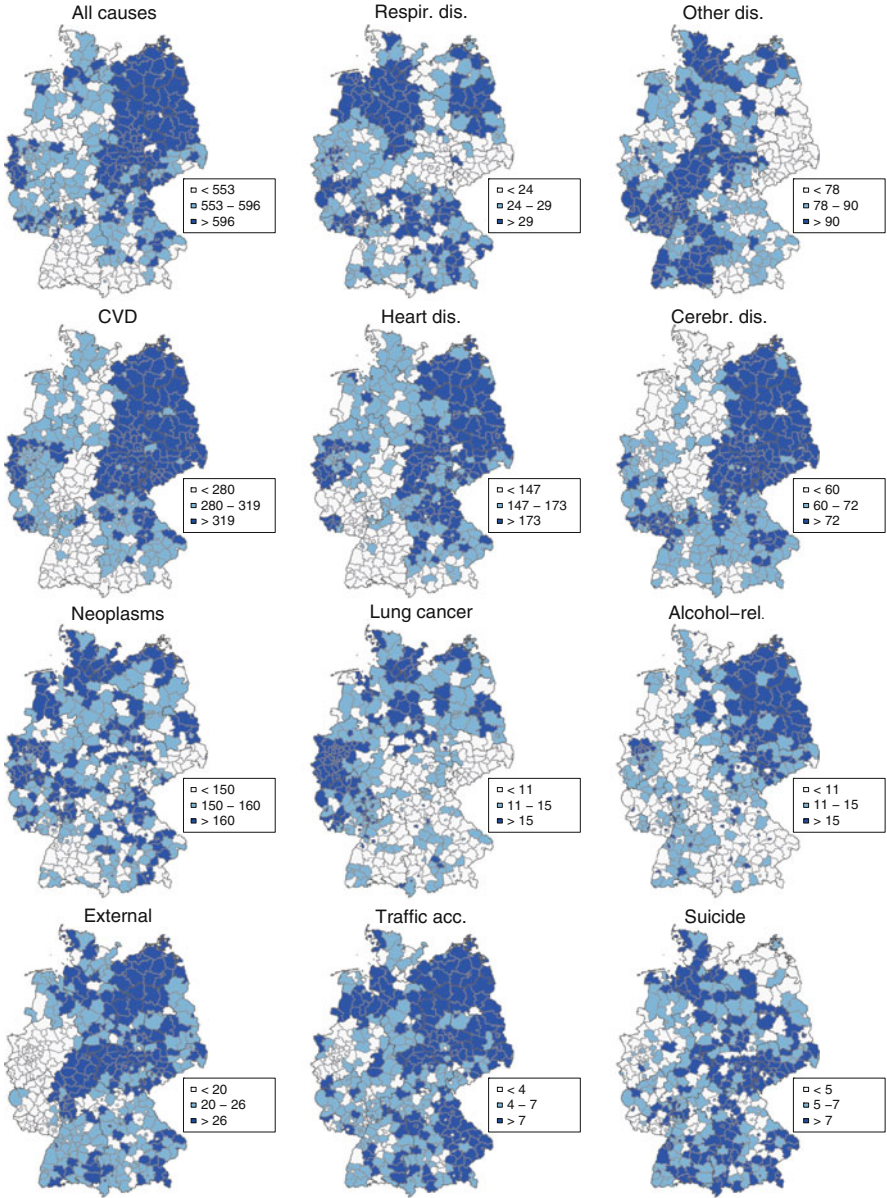 All causes
Respir. dis.
Other dis.
< 553
553 – 596
> 596
< 24
24 – 29
> 29
< 78
78 – 90
> 90
CVD
Heart dis.
Cerebr. dis.
< 280
280 – 319
> 319
< 147
147 – 173
> 173
< 60
60 – 72
> 72
Neoplasms
Lung cancer
Alcohol–rel.
< 150
150 – 160
> 160
< 11
11 – 15
> 15
< 11
11 – 15
> 15
External
Traffic acc.
Suicide
< 20
20 – 26
> 26
< 4
4 – 7
> 7
< 5
5 –7
> 7